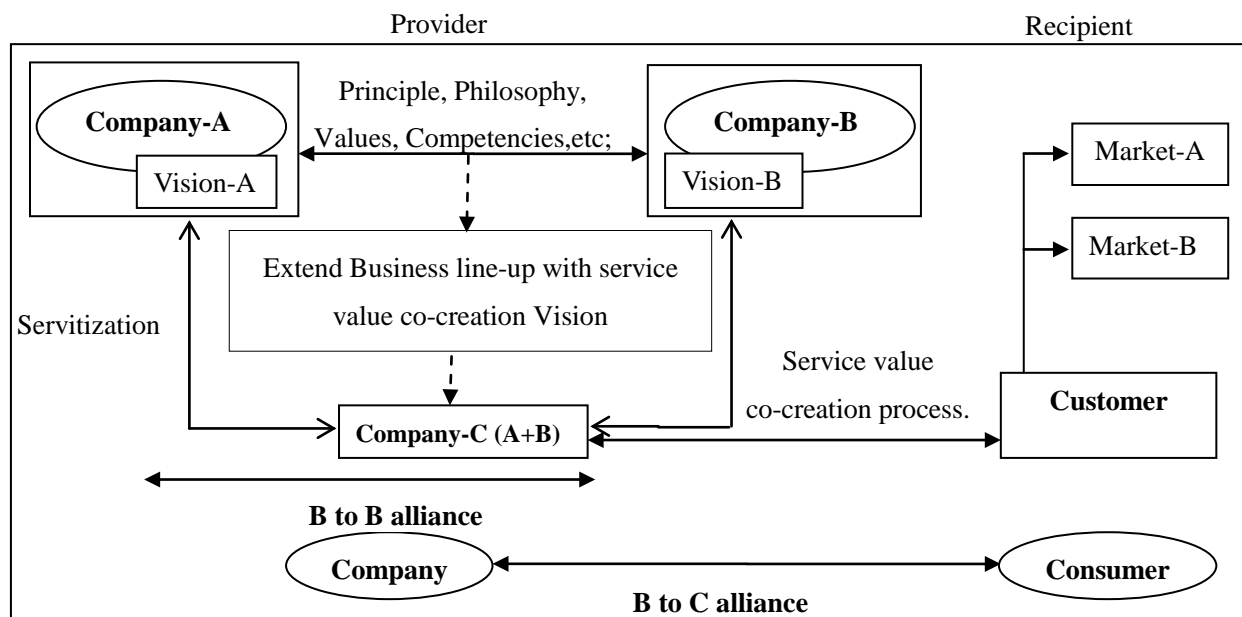 Provider
Recipient
Company-A
Vision-A
Principle, Philosophy,
Values, Competencies,etc;
Company-B
Vision-B
Market-A
Market-B
Extend Business line-up with service
value co-creation Vision
Servitization
Service value
co-creation process.
Customer
Company-C (A+B)
B to B alliance
Company
Consumer
B to C alliance